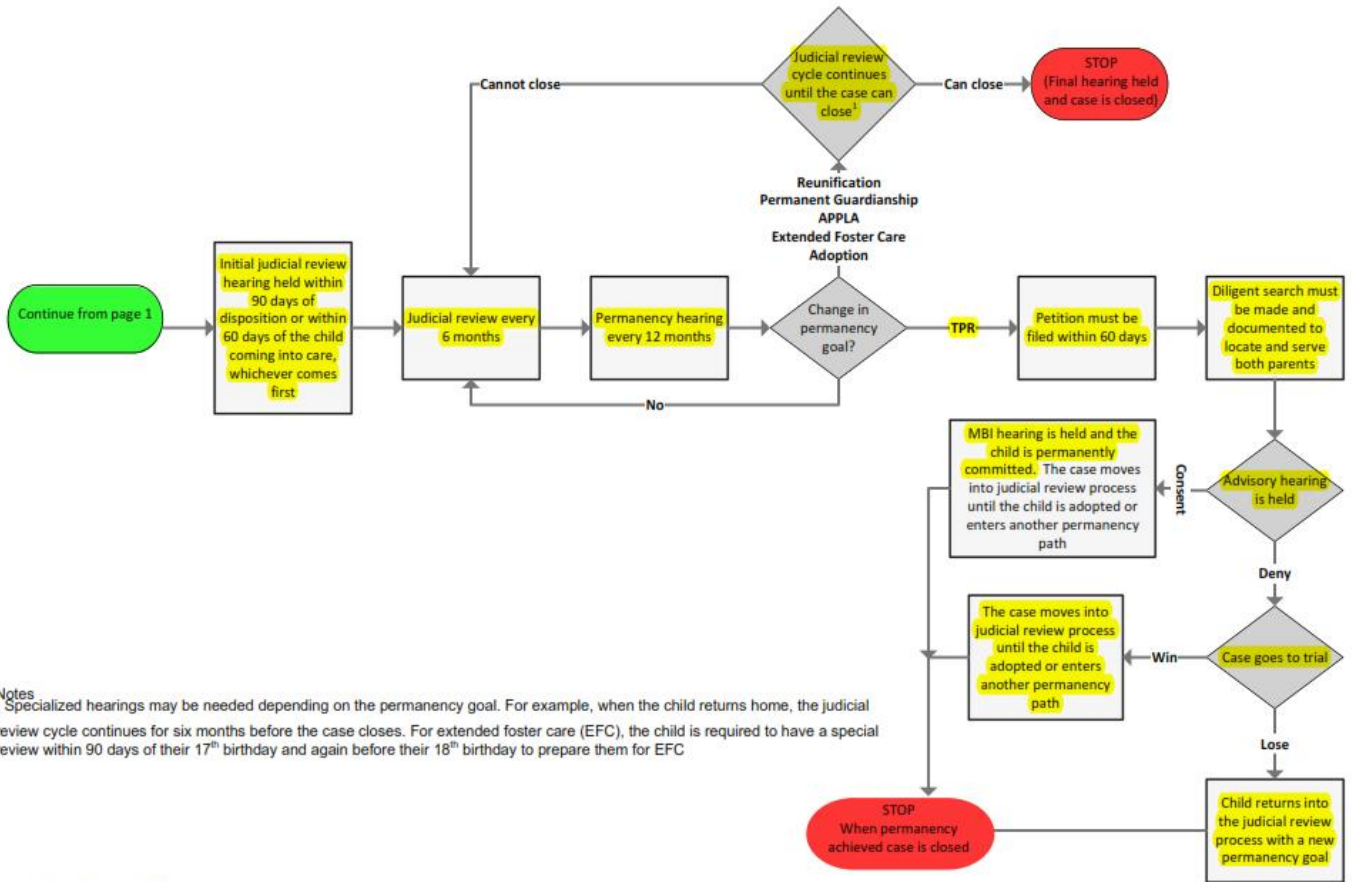 Judicial review
cycle continues
until the case can
close¹
Cannot close
Can close
STOP
(Final hearing held
and case is closed)
Reunification
Permanent Guardianship
APPLA
Extended Foster Care
Adoption
Continue from page 1
Initial judicial review
hearing held within
90 days of
disposition or within
60 days of the child
coming into care,
whichever comes
first
Judicial review every
6 months
Permanency hearing
every 12 months
Change in
permanency
goal?
TPR
Petition must be
filed within 60 days
Diligent search must
be made and
documented to
locate and serve
both parents
No
MBI hearing is held and the
child is permanently
committed. The case moves
into judicial review process
until the child is adopted or
enters another permanency
path
Consent
Advisory hearing
is held
Deny
The case moves into
judicial review process
until the child is
adopted or enters
another permanency
path
Win
Case goes to trial
Lose
Notes
Specialized hearings may be needed depending on the permanency goal. For example, when the child returns home, the judicial
review cycle continues for six months before the case closes. For extended foster care (EFC), the child is required to have a special
review within 90 days of their 17th birthday and again before their 18th birthday to prepare them for EFC
STOP
When permanency
achieved case is closed
Child returns into
the judicial review
process with a new
permanency goal